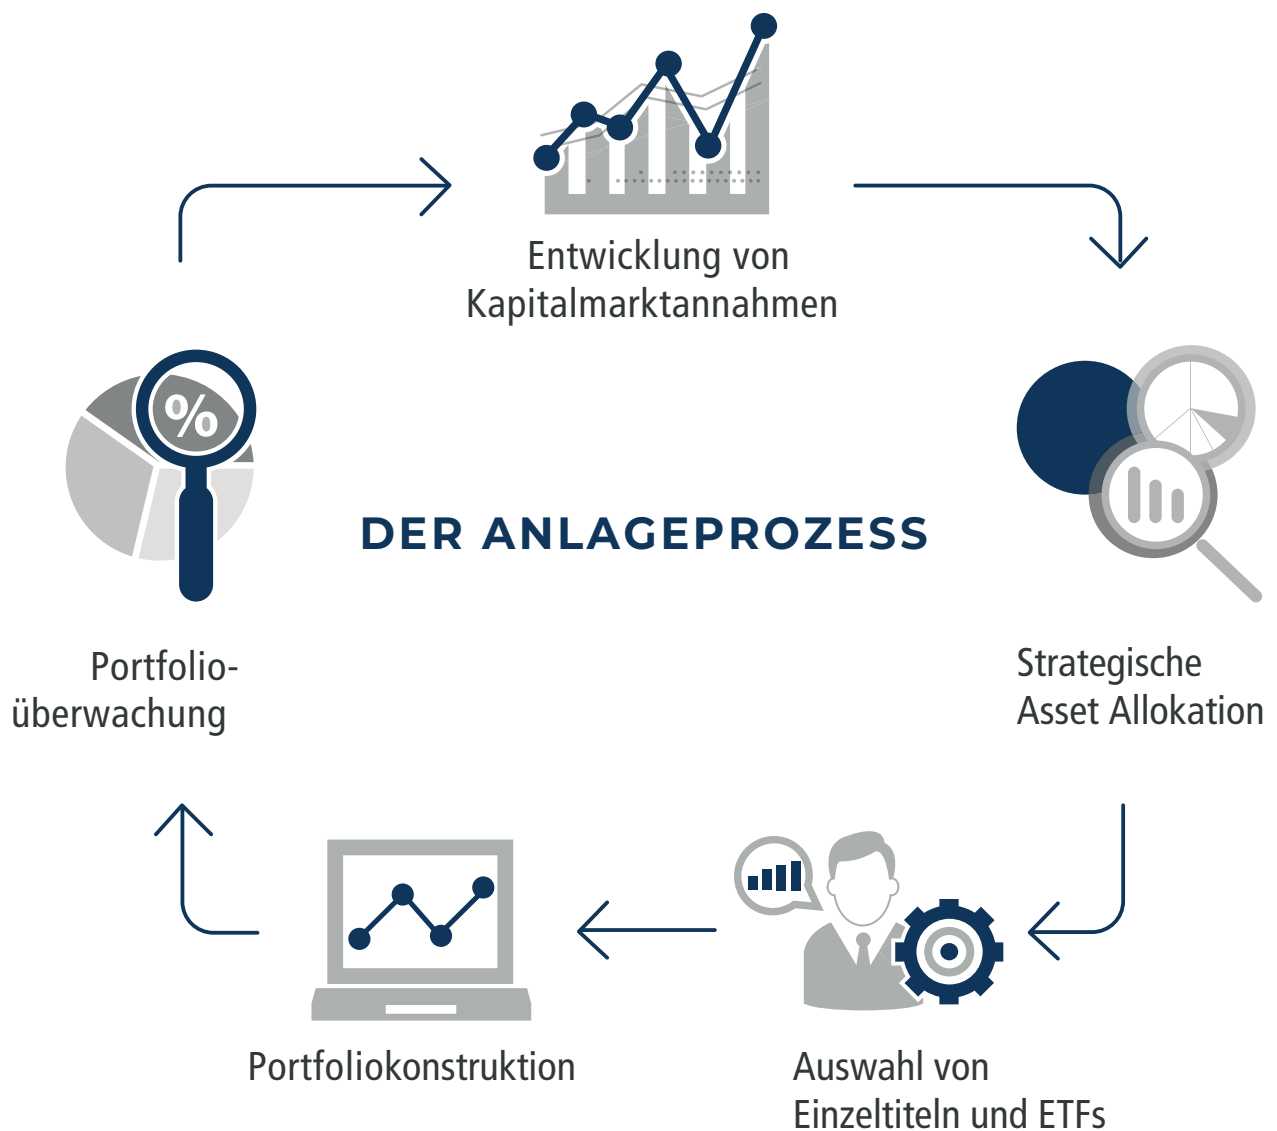 Entwicklung von
Kapitalmarktannahmen
%
DER ANLAGEPROZESS
Portfolio-
überwachung
Strategische
Asset Allokation
Portfoliokonstruktion
Auswahl von
Einzeltiteln und ETFs